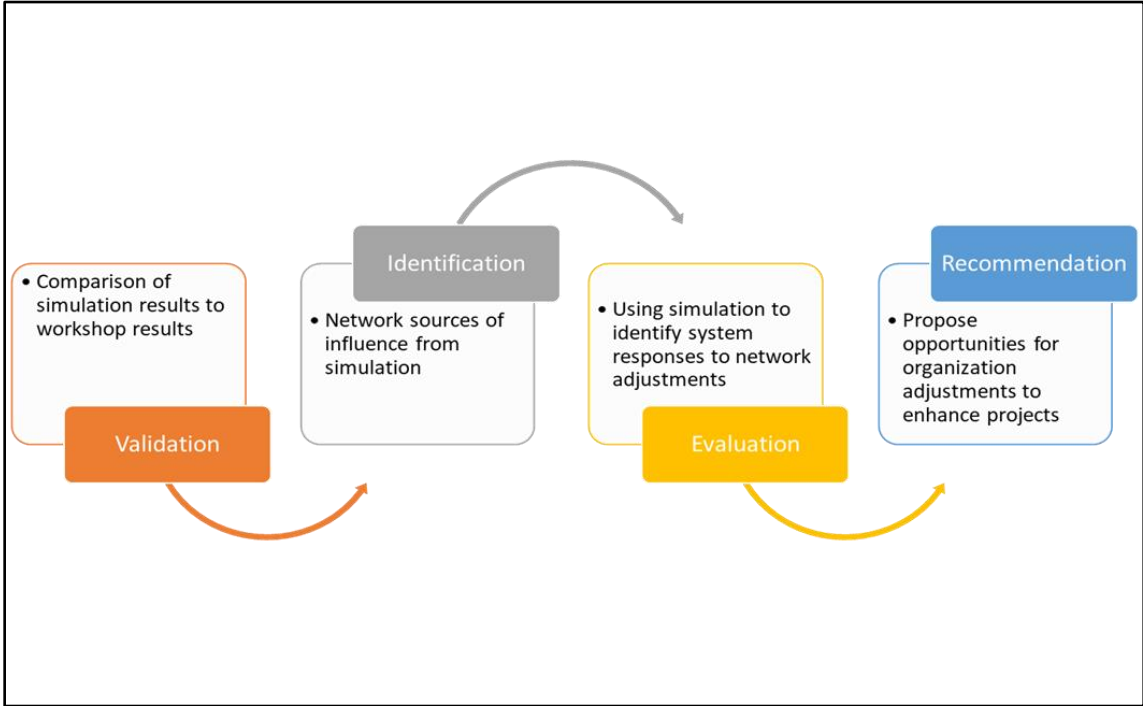 • Comparison of
simulation results to
workshop results
Validation
Identification
• Network sources of
influence from
simulation
• Using simulation to
identify system
responses to network
adjustments
Evaluation
Recommendation
• Propose
opportunities for
organization
adjustments to
enhance projects